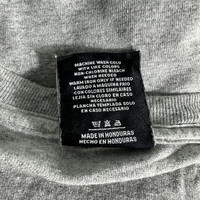 MACHINE WASH COLD
WITH LIKE COLORS
NON-CHLORINE BLEACH
WHEN NEEDED
WARM IRON ONLY IF NEEDED
LAVADO A MAQUINA FRIO
CON COLORES SIMILARES
LEJIA SIN CLORO EN CASO
NECESARIO
PLANCHA TEMPLADA SOLO
EN CASO NECESARIO
MADE IN HONDURAS
HECHO EN HONDURAS